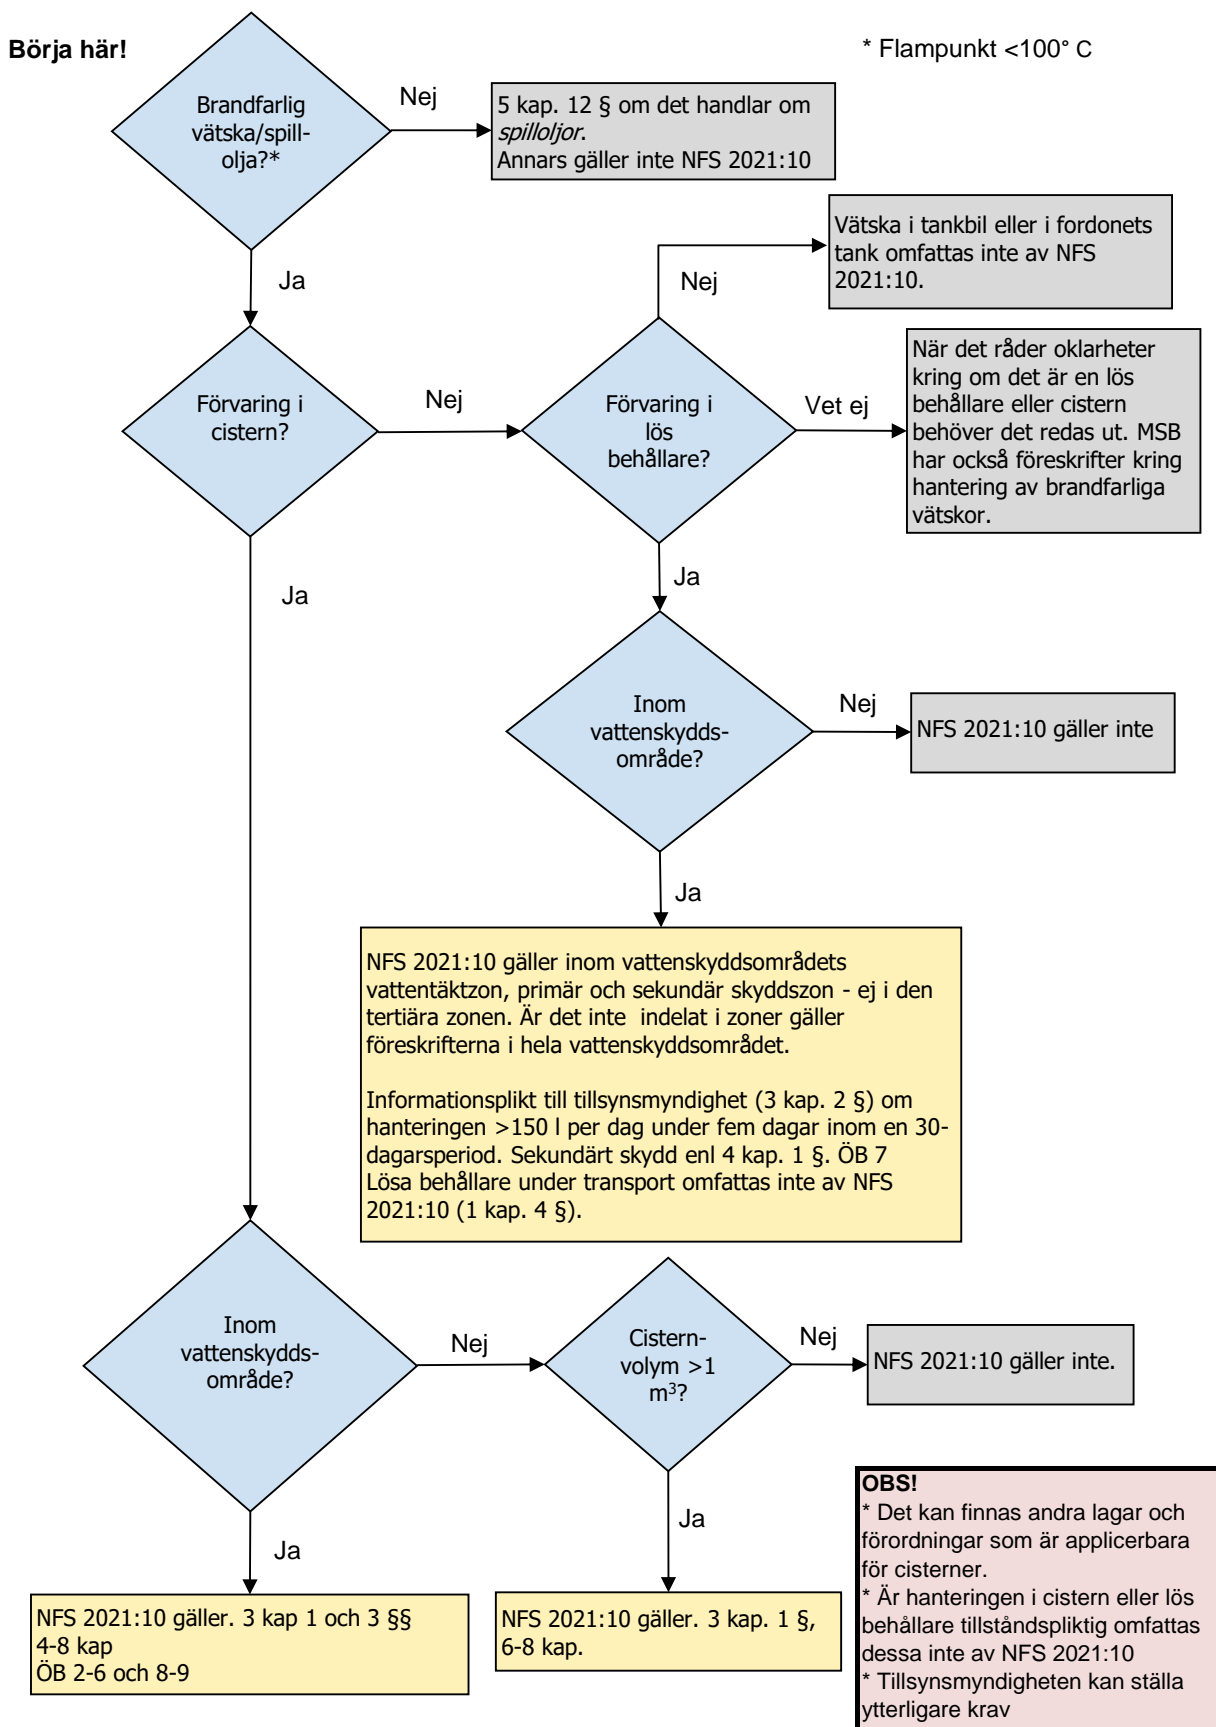 Börja här!
* Flampunkt <100° C
Brandfarlig
vätska/spill-
olja?*
Nej
5 kap. 12 § om det handlar om
spilloljor.
Annars gäller inte NFS 2021:10
Ja
Vätska i tankbil eller i fordonets
tank omfattas inte av NFS
2021:10.
Nej
Förvaring i
cistern?
Nej
Förvaring i
lös
behållare?
Vet ej
När det råder oklarheter
kring om det är en lös
behållare eller cistern
behöver det redas ut. MSB
har också föreskrifter kring
hantering av brandfarliga
vätskor.
Ja
Ja
Inom
vattenskydds-
område?
Nej
NFS 2021:10 gäller inte
Ja
NFS 2021:10 gäller inom vattenskyddsområdets
vattentäktzon, primär och sekundär skyddszon - ej i den
tertiära zonen. Är det inte  indelat i zoner gäller
föreskrifterna i hela vattenskyddsområdet.
Informationsplikt till tillsynsmyndighet (3 kap. 2 §) om
hanteringen >150 l per dag under fem dagar inom en 30-
dagarsperiod. Sekundärt skydd enl 4 kap. 1 §. ÖB 7
Lösa behållare under transport omfattas inte av NFS
2021:10 (1 kap. 4 §).
Inom
vattenskydds-
område?
Nej
Cistern-
volym >1
m³?
Nej
NFS 2021:10 gäller inte.
Ja
Ja
NFS 2021:10 gäller. 3 kap 1 och 3 §§
4-8 kap
ÖB 2-6 och 8-9
NFS 2021:10 gäller. 3 kap. 1 §,
6-8 kap.
OBS!
* Det kan finnas andra lagar och
förordningar som är applicerbara
för cisterner.
* Är hanteringen i cistern eller lös
behållare tillståndspliktig omfattas
dessa inte av NFS 2021:10
* Tillsynsmyndigheten kan ställa
ytterligare krav